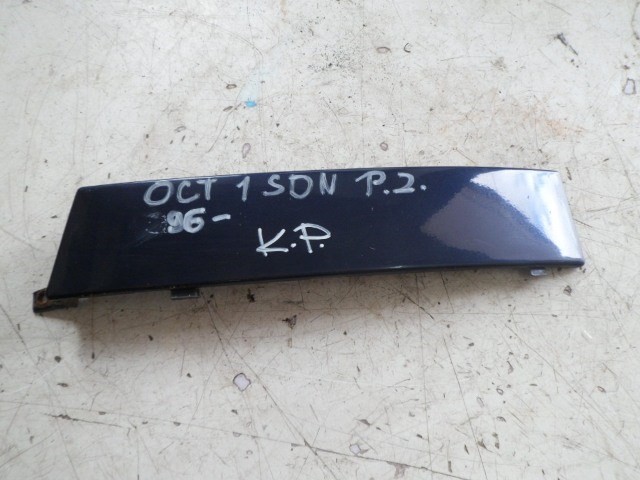 OCT 1 SDN P.2.
96-
K.P.